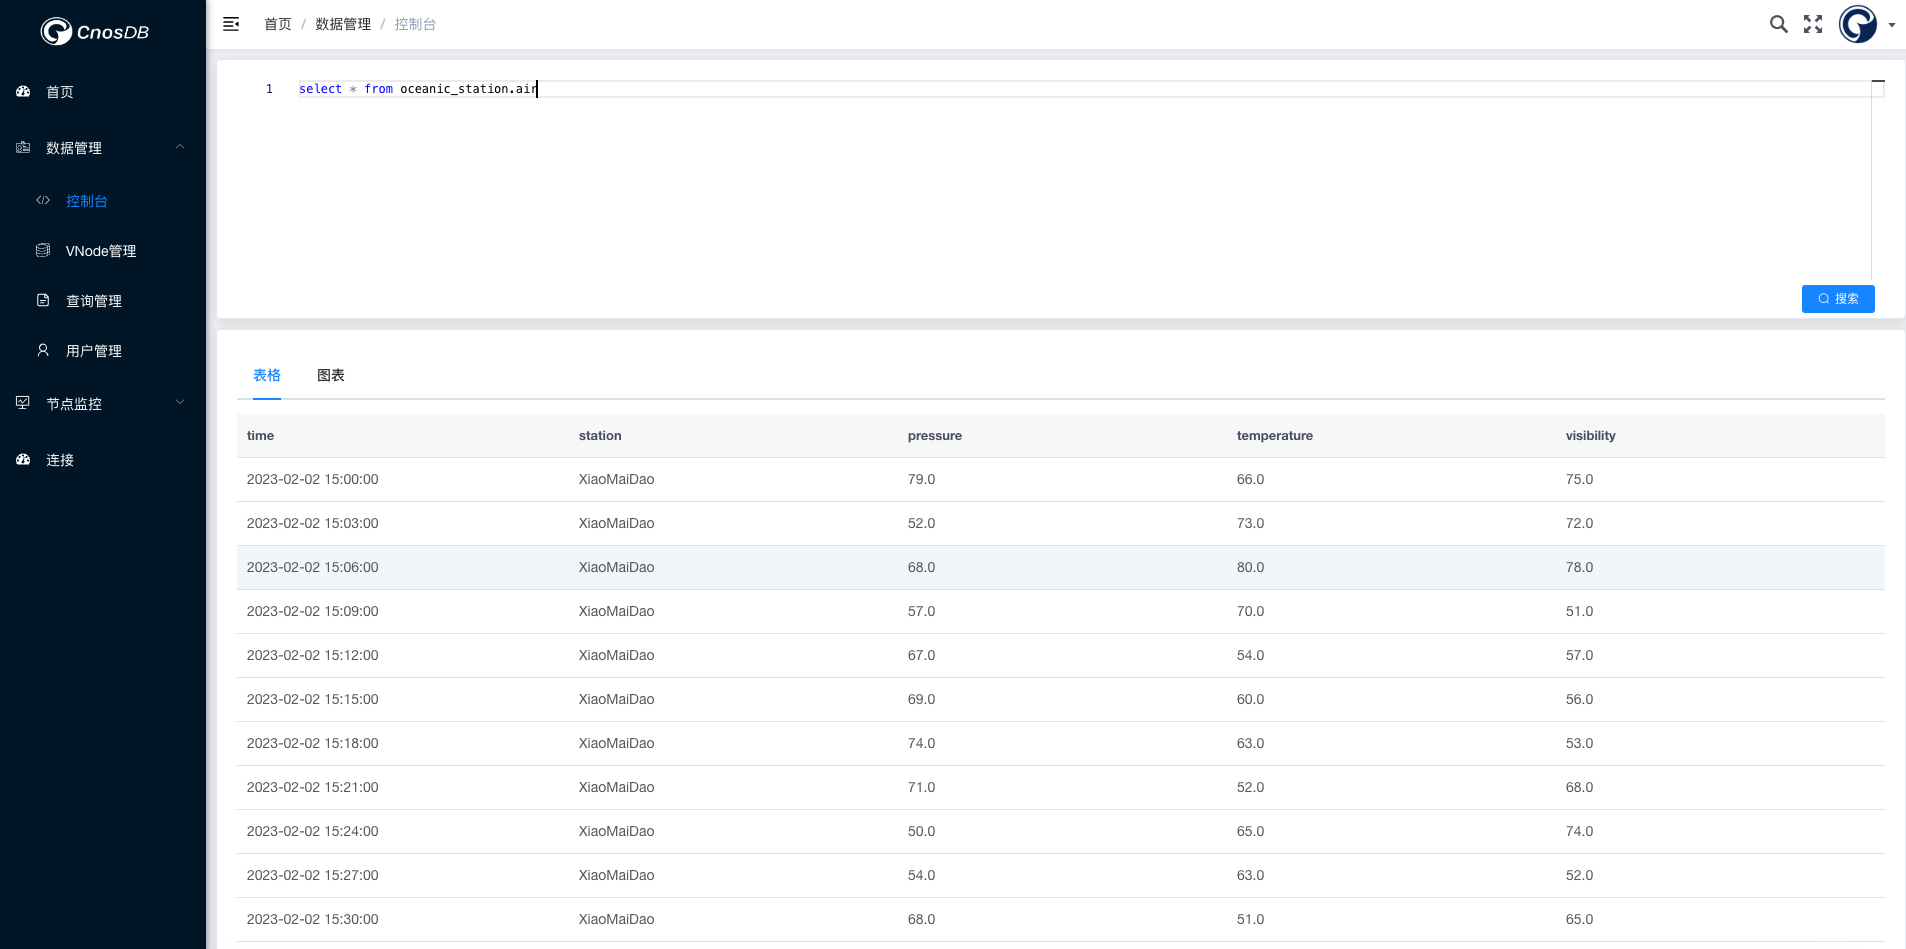 CnosDB
首页
数据管理
控制台
VNode管理
查询管理
用户管理
节点监控
连接
首页 / 数据管理 / 控制台
1 select * from oceanic_station.air
搜索
表格 图表
time station pressure temperature visibility
2023-02-02 15:00:00 XiaoMaiDao 79.0 66.0 75.0
2023-02-02 15:03:00 XiaoMaiDao 52.0 73.0 72.0
2023-02-02 15:06:00 XiaoMaiDao 68.0 80.0 78.0
2023-02-02 15:09:00 XiaoMaiDao 57.0 70.0 51.0
2023-02-02 15:12:00 XiaoMaiDao 67.0 54.0 57.0
2023-02-02 15:15:00 XiaoMaiDao 69.0 60.0 56.0
2023-02-02 15:18:00 XiaoMaiDao 74.0 63.0 53.0
2023-02-02 15:21:00 XiaoMaiDao 71.0 52.0 68.0
2023-02-02 15:24:00 XiaoMaiDao 50.0 65.0 74.0
2023-02-02 15:27:00 XiaoMaiDao 54.0 63.0 52.0
2023-02-02 15:30:00 XiaoMaiDao 68.0 51.0 65.0